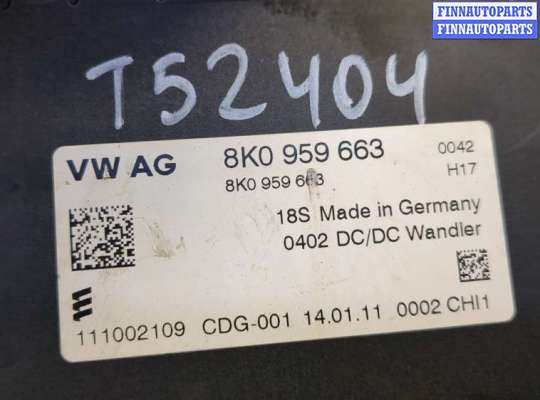 FINNAUTOPARTS
FINNAUTOPARTS
T52404
VW AG 8K0 959 663 0042
8K0 959 663 H17
18S Made in Germany
0402 DC/DC Wandler
111002109 CDG-001 14.01.11 0002 CHI1